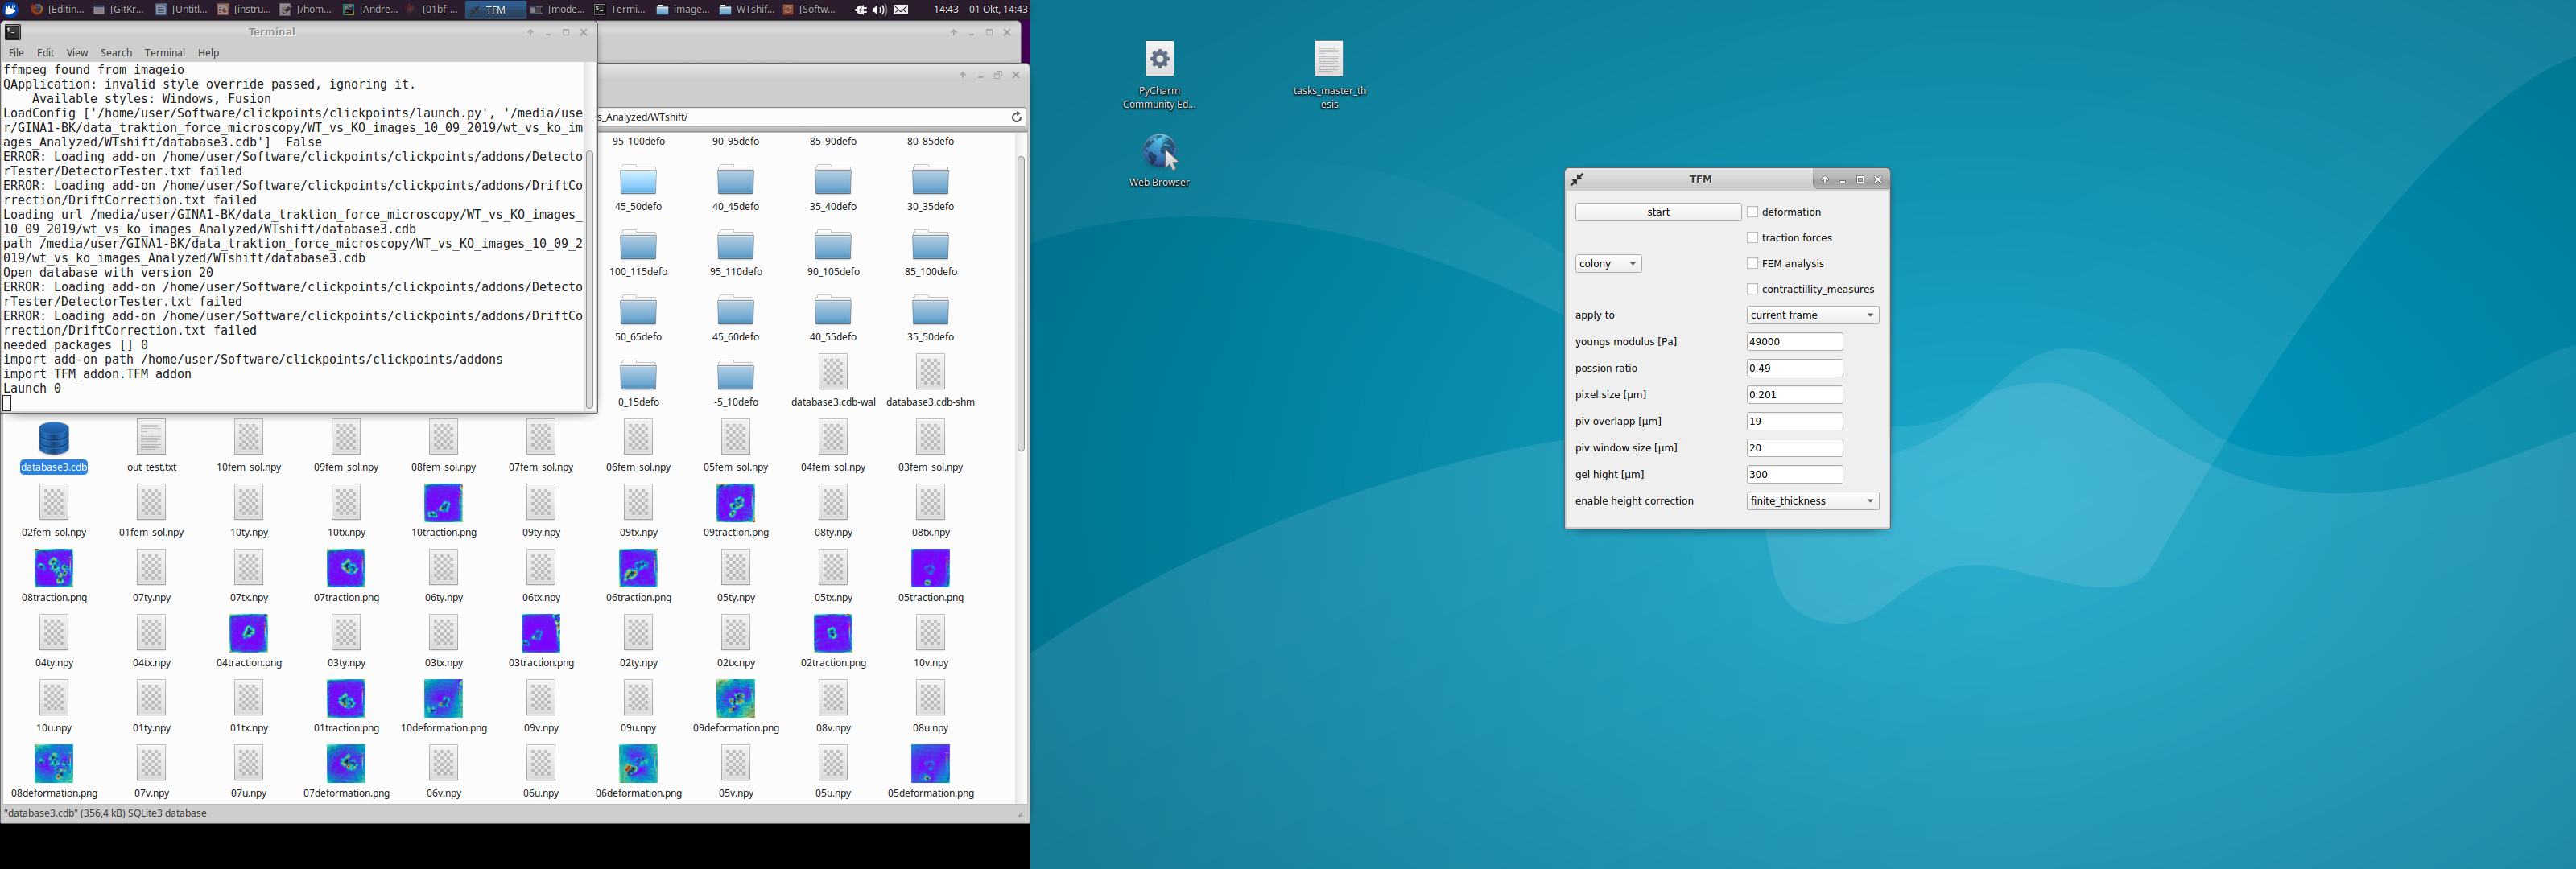 [Editin...
[GitKr...
[Untitl...
[instru...
[/hom...
[Andre...
[01bf_...
TFM
[mode...
Termi...
image...
WTshif...
[Softw...
14:43
01 Okt, 14:43
Terminal
File Edit View Search Terminal Help
ffmpeg found from imageio
QApplication: invalid style override passed, ignoring it.
Available styles: Windows, Fusion
LoadConfig ['/home/user/Software/clickpoints/clickpoints/launch.py', '/media/use
r/GINA1-BK/data_traktion_force_microscopy/WT_vs_KO_images_10_09_2019/wt_vs_ko_im
ages_Analyzed/WTshift/database3.cdb']  False
ERROR: Loading add-on /home/user/Software/clickpoints/clickpoints/addons/Detecto
rTester/DetectorTester.txt failed
ERROR: Loading add-on /home/user/Software/clickpoints/clickpoints/addons/DriftCo
rrection/DriftCorrection.txt failed
Loading url /media/user/GINA1-BK/data_traktion_force_microscopy/WT_vs_KO_images_
10_09_2019/wt_vs_ko_images_Analyzed/WTshift/database3.cdb
path /media/user/GINA1-BK/data_traktion_force_microscopy/WT_vs_KO_images_10_09_2
019/wt_vs_ko_images_Analyzed/WTshift/database3.cdb
Open database with version 20
ERROR: Loading add-on /home/user/Software/clickpoints/clickpoints/addons/Detecto
rTester/DetectorTester.txt failed
ERROR: Loading add-on /home/user/Software/clickpoints/clickpoints/addons/DriftCo
rrection/DriftCorrection.txt failed
needed_packages [] 0
import add-on path /home/user/Software/clickpoints/clickpoints/addons
import TFM_addon.TFM_addon
Launch 0
s_Analyzed/WTshift/
95_100defo 90_95defo 85_90defo 80_85defo
45_50defo 40_45defo 35_40defo 30_35defo
100_115defo 95_110defo 90_105defo 85_100defo
50_65defo 45_60defo 40_55defo 35_50defo
0_15defo -5_10defo database3.cdb-wal database3.cdb-shm
database3.cdb out_test.txt 10fem_sol.npy 09fem_sol.npy 08fem_sol.npy 07fem_sol.npy 06fem_sol.npy 05fem_sol.npy 04fem_sol.npy 03fem_sol.npy
02fem_sol.npy 01fem_sol.npy 10ty.npy 10tx.npy 10traction.png 09ty.npy 09tx.npy 09traction.png 08ty.npy 08tx.npy
08traction.png 07ty.npy 07tx.npy 07traction.png 06ty.npy 06tx.npy 06traction.png 05ty.npy 05tx.npy 05traction.png
04ty.npy 04tx.npy 04traction.png 03ty.npy 03tx.npy 03traction.png 02ty.npy 02tx.npy 02traction.png 10v.npy
10u.npy 01ty.npy 01tx.npy 01traction.png 10deformation.png 09v.npy 09u.npy 09deformation.png 08v.npy 08u.npy
08deformation.png 07v.npy 07u.npy 07deformation.png 06v.npy 06u.npy 06deformation.png 05v.npy 05u.npy 05deformation.png
"database3.cdb" (356,4 kB) SQLite3 database
PyCharm
Community Ed...
tasks_master_th
esis
Web Browser
TFM
start
deformation
traction forces
colony
FEM analysis
contractillity_measures
apply to current frame
youngs modulus [Pa] 49000
possion ratio 0.49
pixel size [µm] 0.201
piv overlapp [µm] 19
piv window size [µm] 20
gel hight [µm] 300
enable height correction finite_thickness